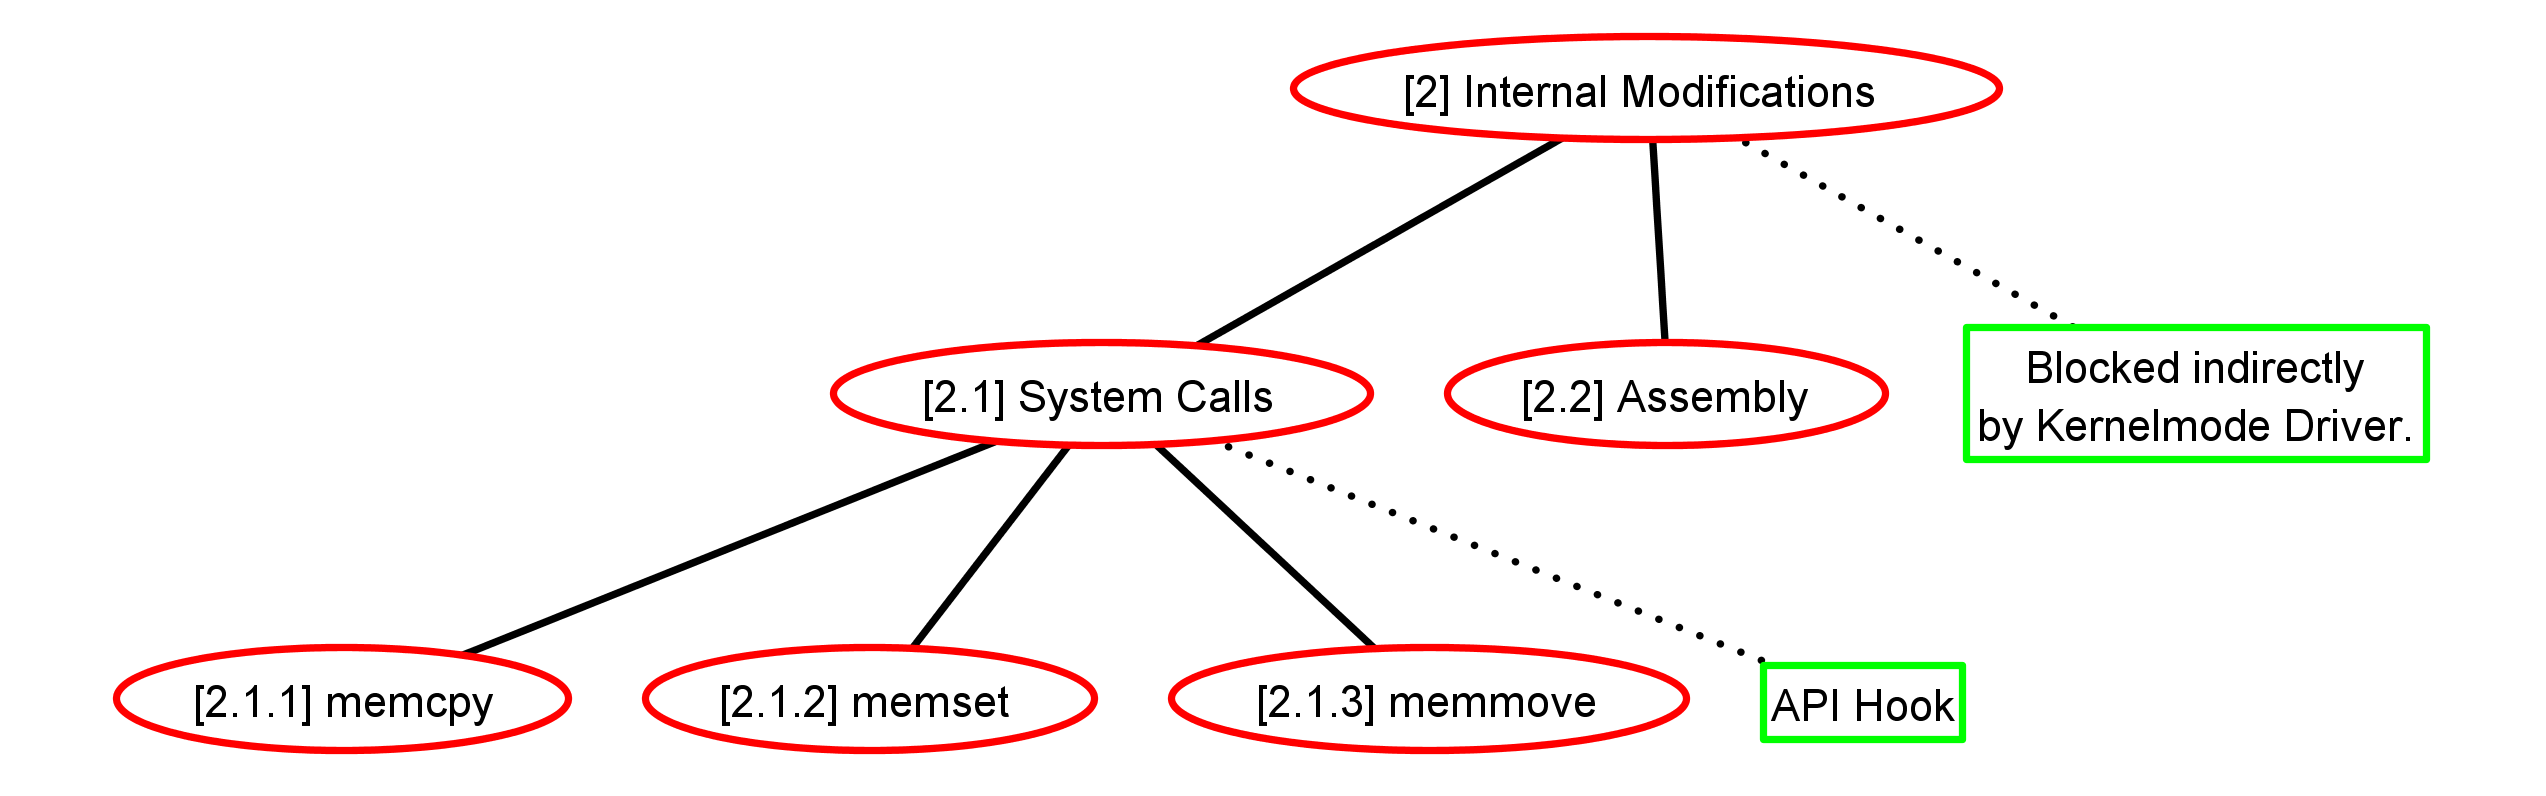 [2] Internal Modifications
[2.1] System Calls
[2.2] Assembly
Blocked indirectly
by Kernelmode Driver.
[2.1.1] memcpy
[2.1.2] memset
[2.1.3] memmove
API Hook